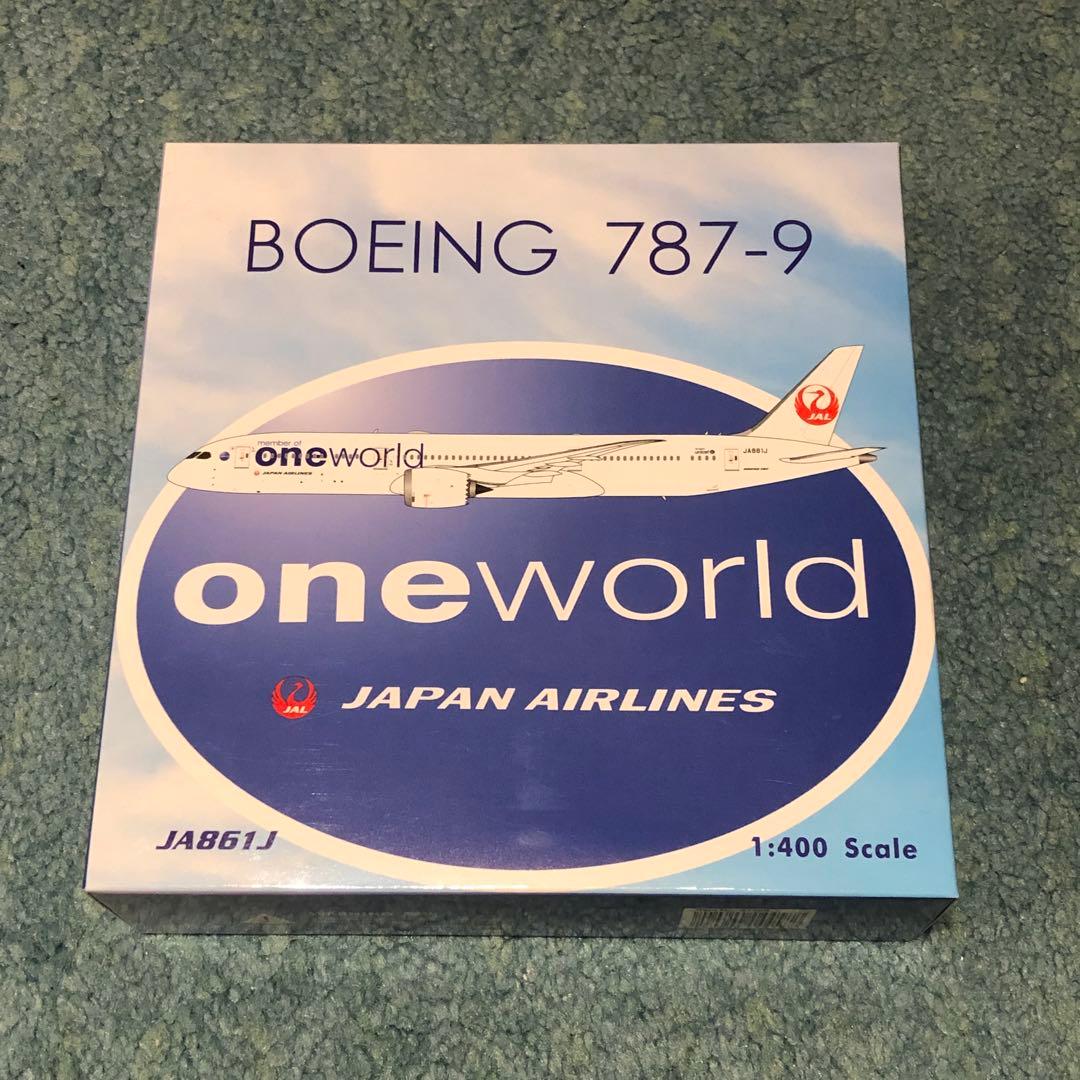 BOEING 787-9
JAL
member of
oneworld
JAPAN AIRLINES
JA861J
oneworld
JAL
JAPAN AIRLINES
JA861J
1:400 Scale